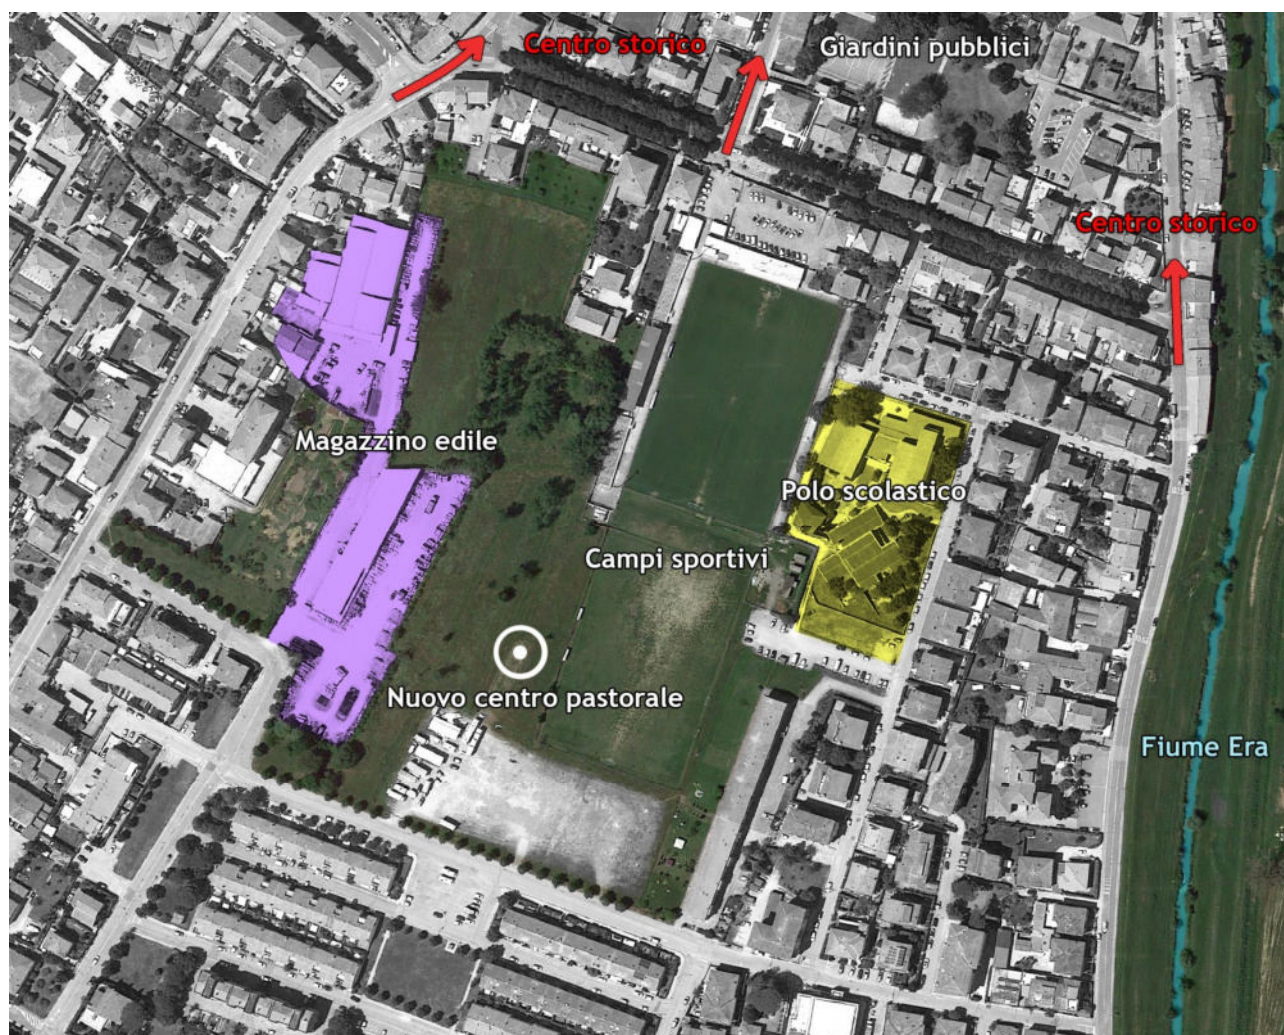 Centro storico
Giardini pubblici
Centro storico
Magazzino edile
Polo scolastico
Campi sportivi
Nuovo centro pastorale
Fiume Era